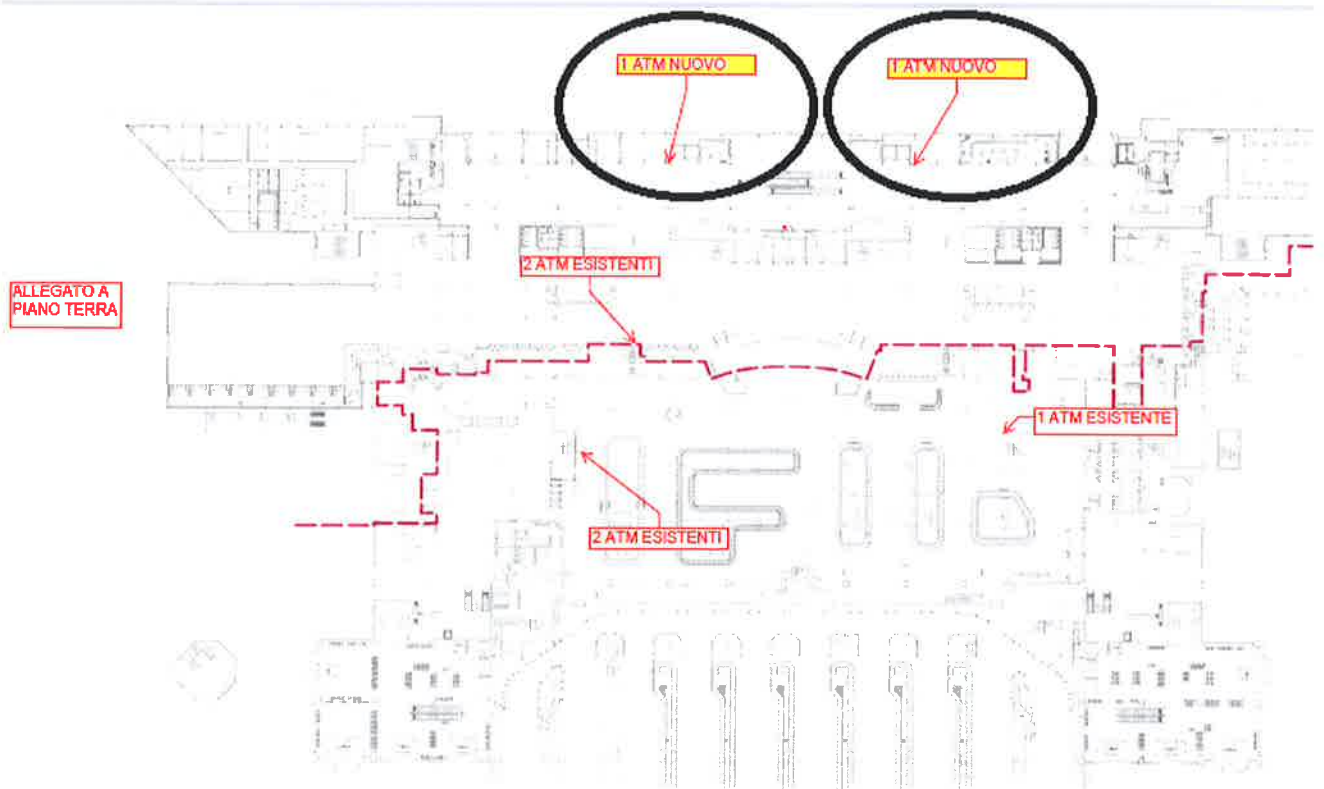 1 ATM NUOVO
1 ATM NUOVO
2 ATM ESISTENTI
ALLEGATO A
PIANO TERRA
1 ATM ESISTENTE
2 ATM ESISTENTI